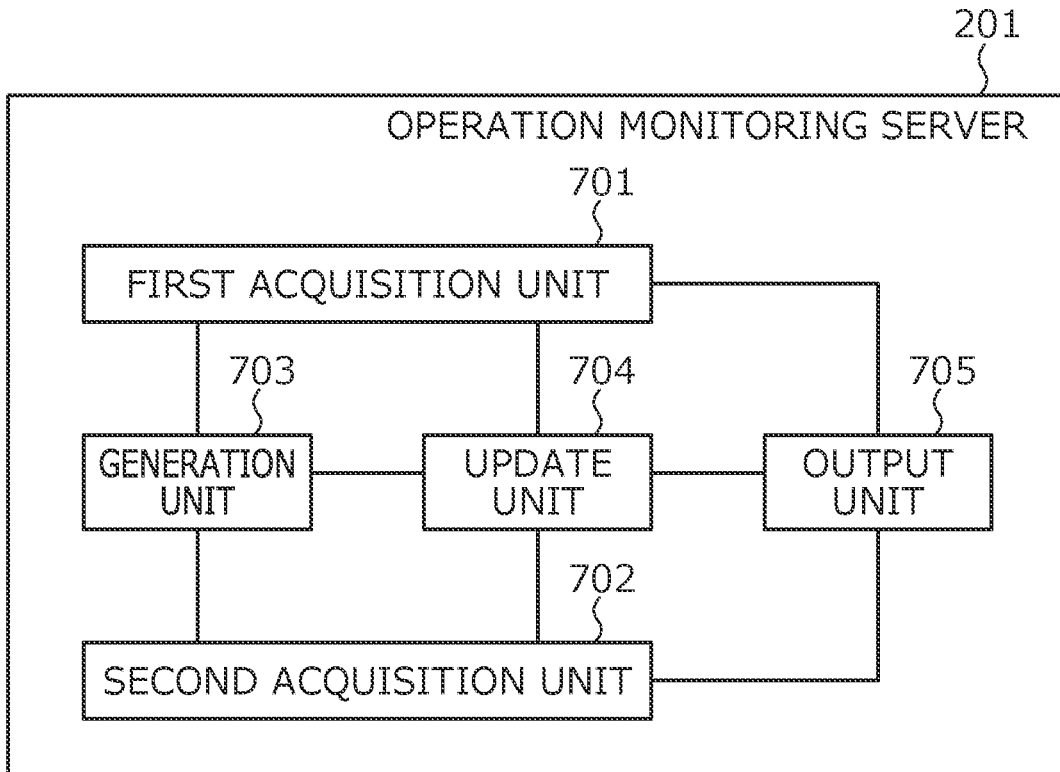 201
OPERATION MONITORING SERVER
701
FIRST ACQUISITION UNIT
703
704
705
GENERATION
UNIT
UPDATE
UNIT
OUTPUT
UNIT
702
SECOND ACQUISITION UNIT